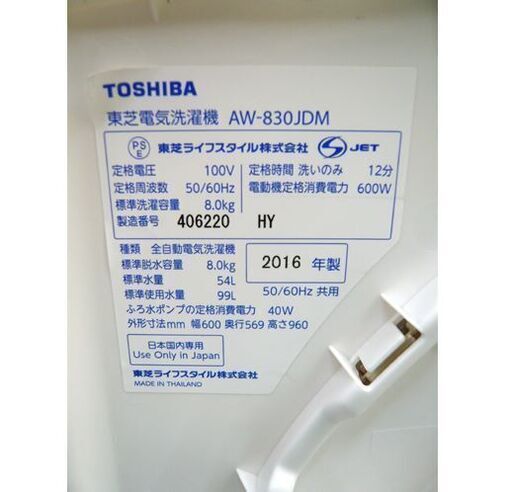 TOSHIBA
東芝電気洗濯機 AW-830JDM
PS E 東芝ライフスタイル株式会社 S JET
定格電圧 100V 定格時間 洗いのみ 12分
定格周波数 50/60Hz 電動機定格消費電力 600W
標準洗濯容量 8.0kg
製造番号 406220 HY
種類 全自動電気洗濯機
標準脱水容量 8.0kg 2016 年製
標準水量 54L
標準使用水量 99L 50/60Hz 共用
ふろ水ポンプの定格消費電力 40W
外形寸法mm 幅600 奥行569 高さ960
日本国内専用
Use Only in Japan
東芝ライフスタイル株式会社
MADE IN THAILAND